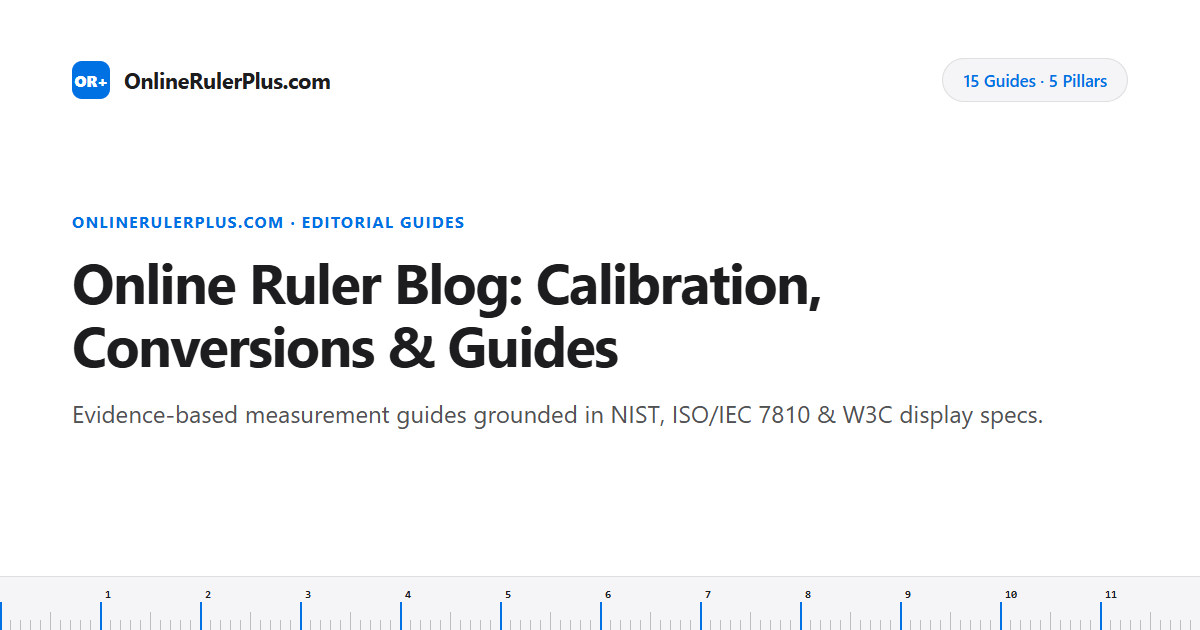 OR+ OnlineRulerPlus.com
15 Guides · 5 Pillars
ONLINERULERPLUS.COM · EDITORIAL GUIDES
Online Ruler Blog: Calibration,
Conversions & Guides
Evidence-based measurement guides grounded in NIST, ISO/IEC 7810 & W3C display specs.
1 2 3 4 5 6 7 8 9 10 11